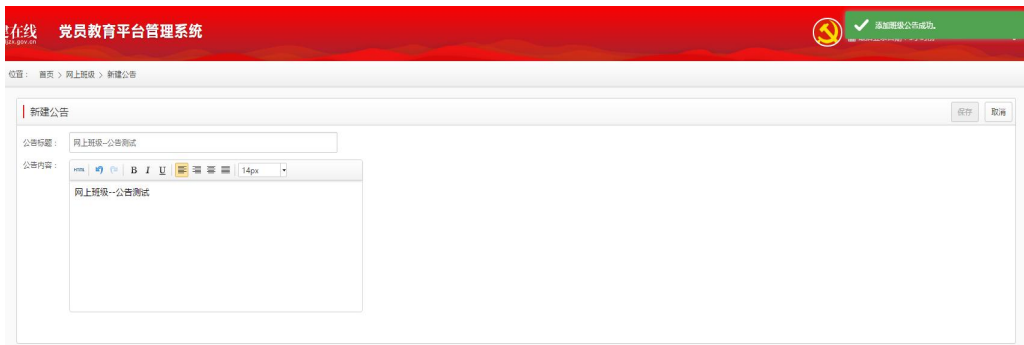 在线 党员教育平台管理系统
添加班级公告成功。
位置： 首页 > 网上班级 > 新建公告
新建公告
保存 取消
公告标题： 网上班级--公告测试
公告内容：
HTML B I U 14px
网上班级--公告测试